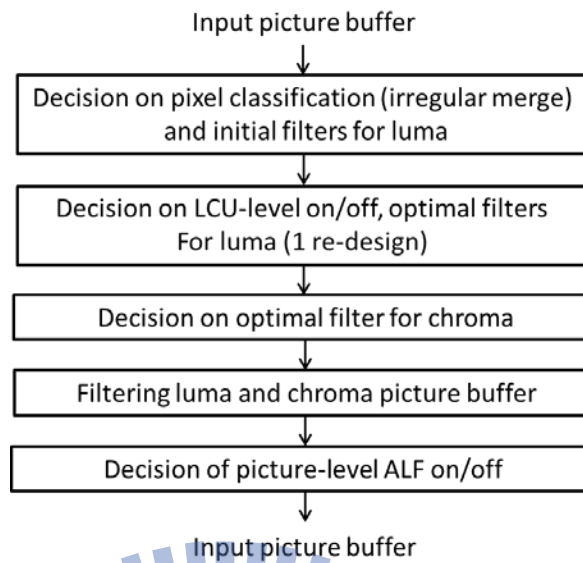 Input picture buffer
Decision on pixel classification (irregular merge)
and initial filters for luma
Decision on LCU-level on/off, optimal filters
For luma (1 re-design)
Decision on optimal filter for chroma
Filtering luma and chroma picture buffer
Decision of picture-level ALF on/off
Input picture buffer